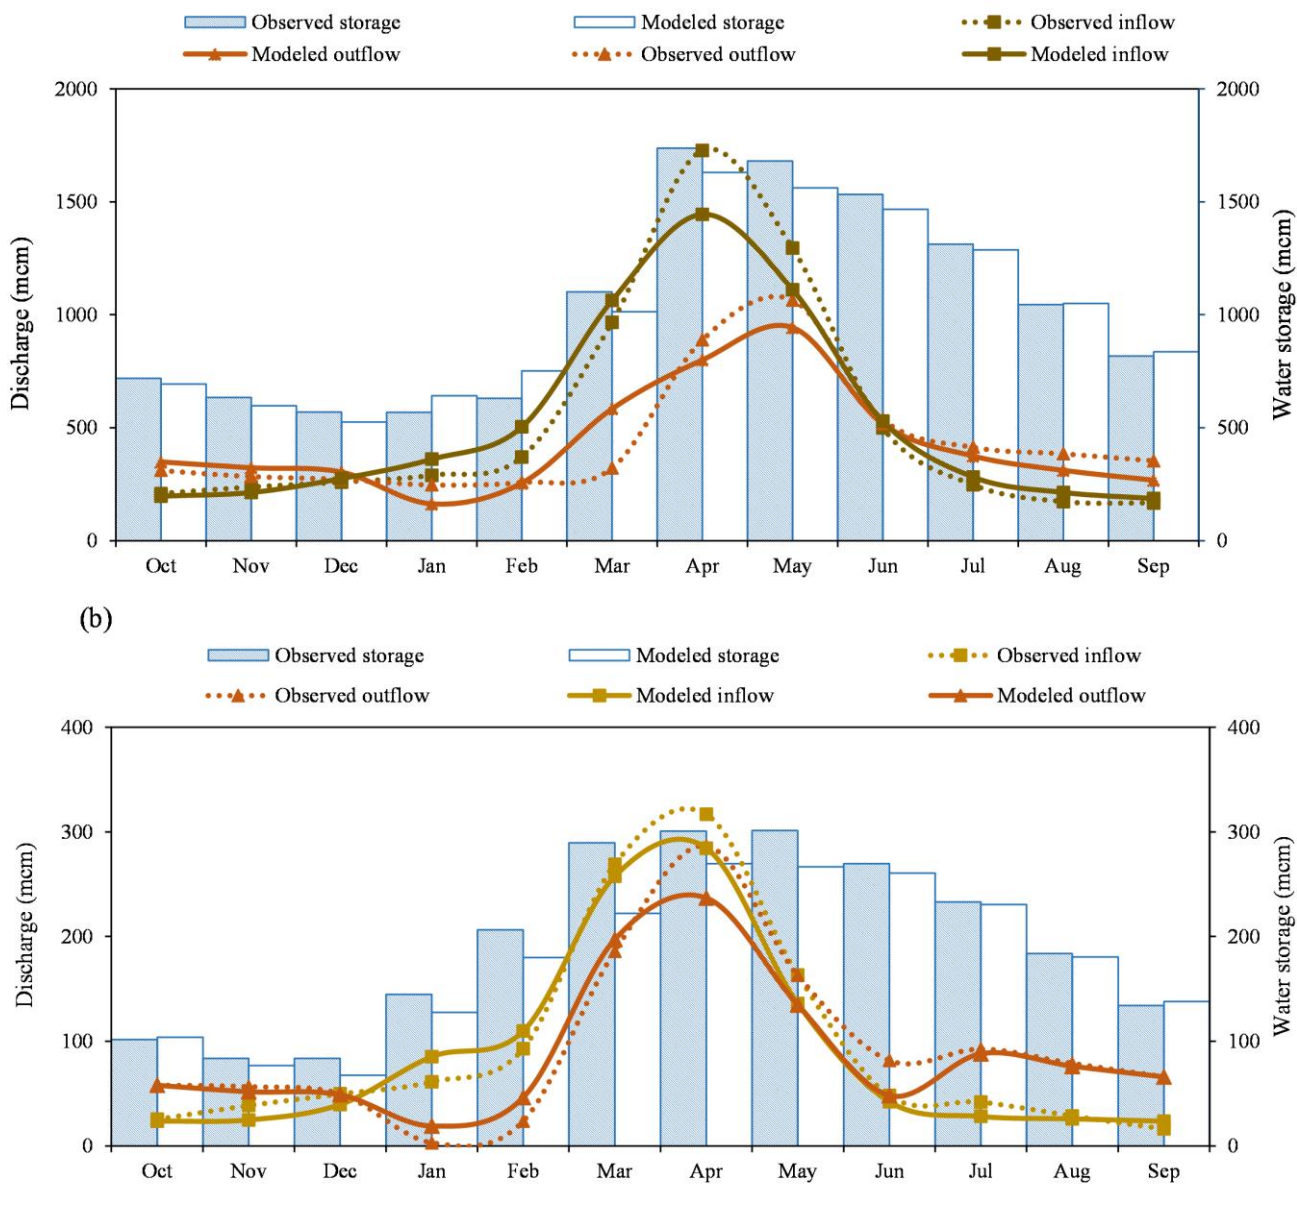 Observed storage Modeled storage Observed inflow
Modeled outflow Observed outflow Modeled inflow
2000 2000
1500 1500
1000 1000
500 500
0 0
Discharge (mcm)
Water storage (mcm)
Oct Nov Dec Jan Feb Mar Apr May Jun Jul Aug Sep
(b)
Observed storage Modeled storage Observed inflow
Observed outflow Modeled inflow Modeled outflow
400 400
300 300
200 200
100 100
0 0
Discharge (mcm)
Water storage (mcm)
Oct Nov Dec Jan Feb Mar Apr May Jun Jul Aug Sep